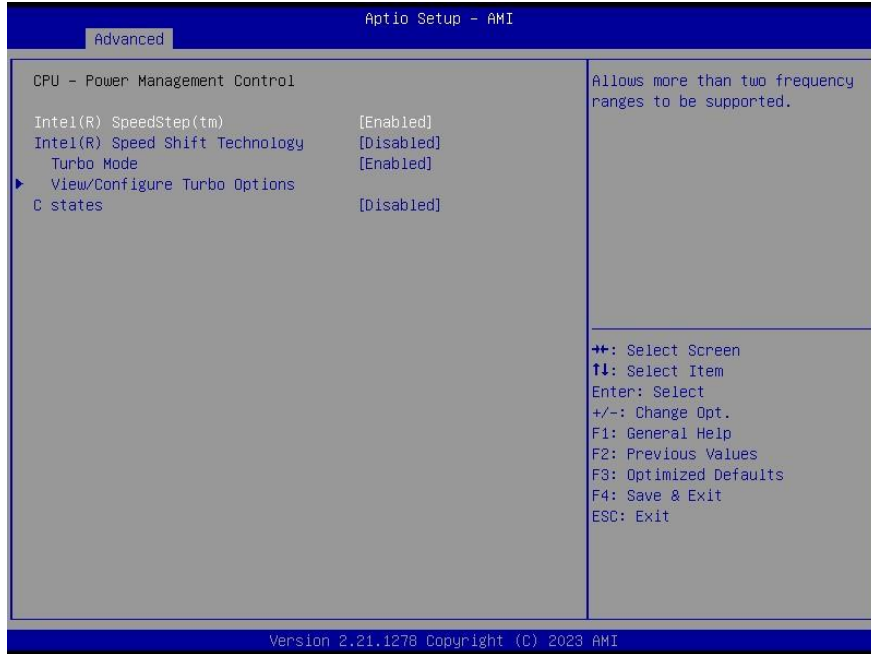 Aptio Setup – AMI
Advanced
CPU – Power Management Control
Intel(R) SpeedStep(tm) [Enabled]
Intel(R) Speed Shift Technology [Disabled]
Turbo Mode [Enabled]
View/Configure Turbo Options
C states [Disabled]
Allows more than two frequency
ranges to be supported.
→←: Select Screen
↑↓: Select Item
Enter: Select
+/-: Change Opt.
F1: General Help
F2: Previous Values
F3: Optimized Defaults
F4: Save & Exit
ESC: Exit
Version 2.21.1278 Copyright (C) 2023 AMI